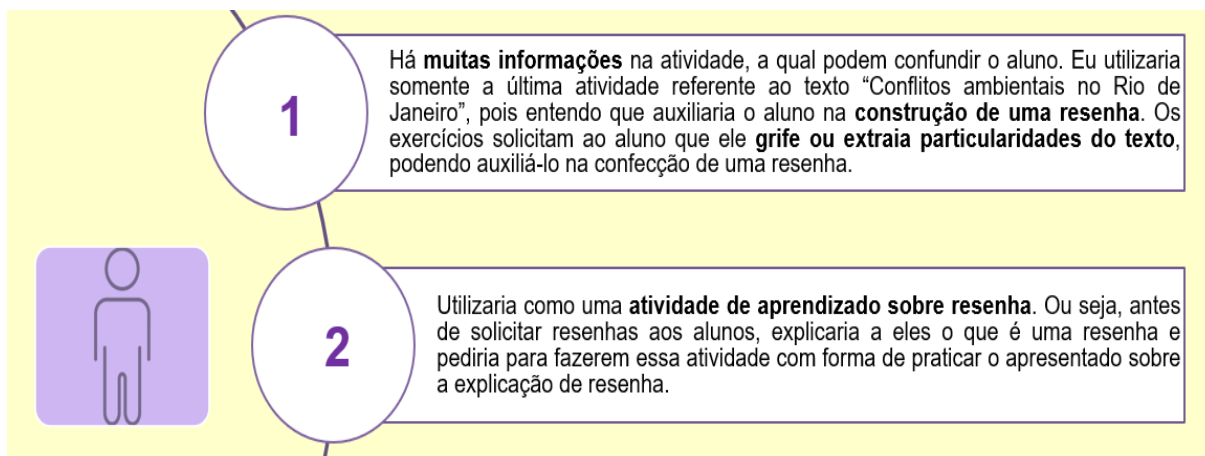 1
Há muitas informações na atividade, a qual podem confundir o aluno. Eu utilizaria
somente a última atividade referente ao texto “Conflitos ambientais no Rio de
Janeiro”, pois entendo que auxiliaria o aluno na construção de uma resenha. Os
exercícios solicitam ao aluno que ele grife ou extraia particularidades do texto,
podendo auxiliá-lo na confecção de uma resenha.
2
Utilizaria como uma atividade de aprendizado sobre resenha. Ou seja, antes
de solicitar resenhas aos alunos, explicaria a eles o que é uma resenha e
pediria para fazerem essa atividade com forma de praticar o apresentado sobre
a explicação de resenha.